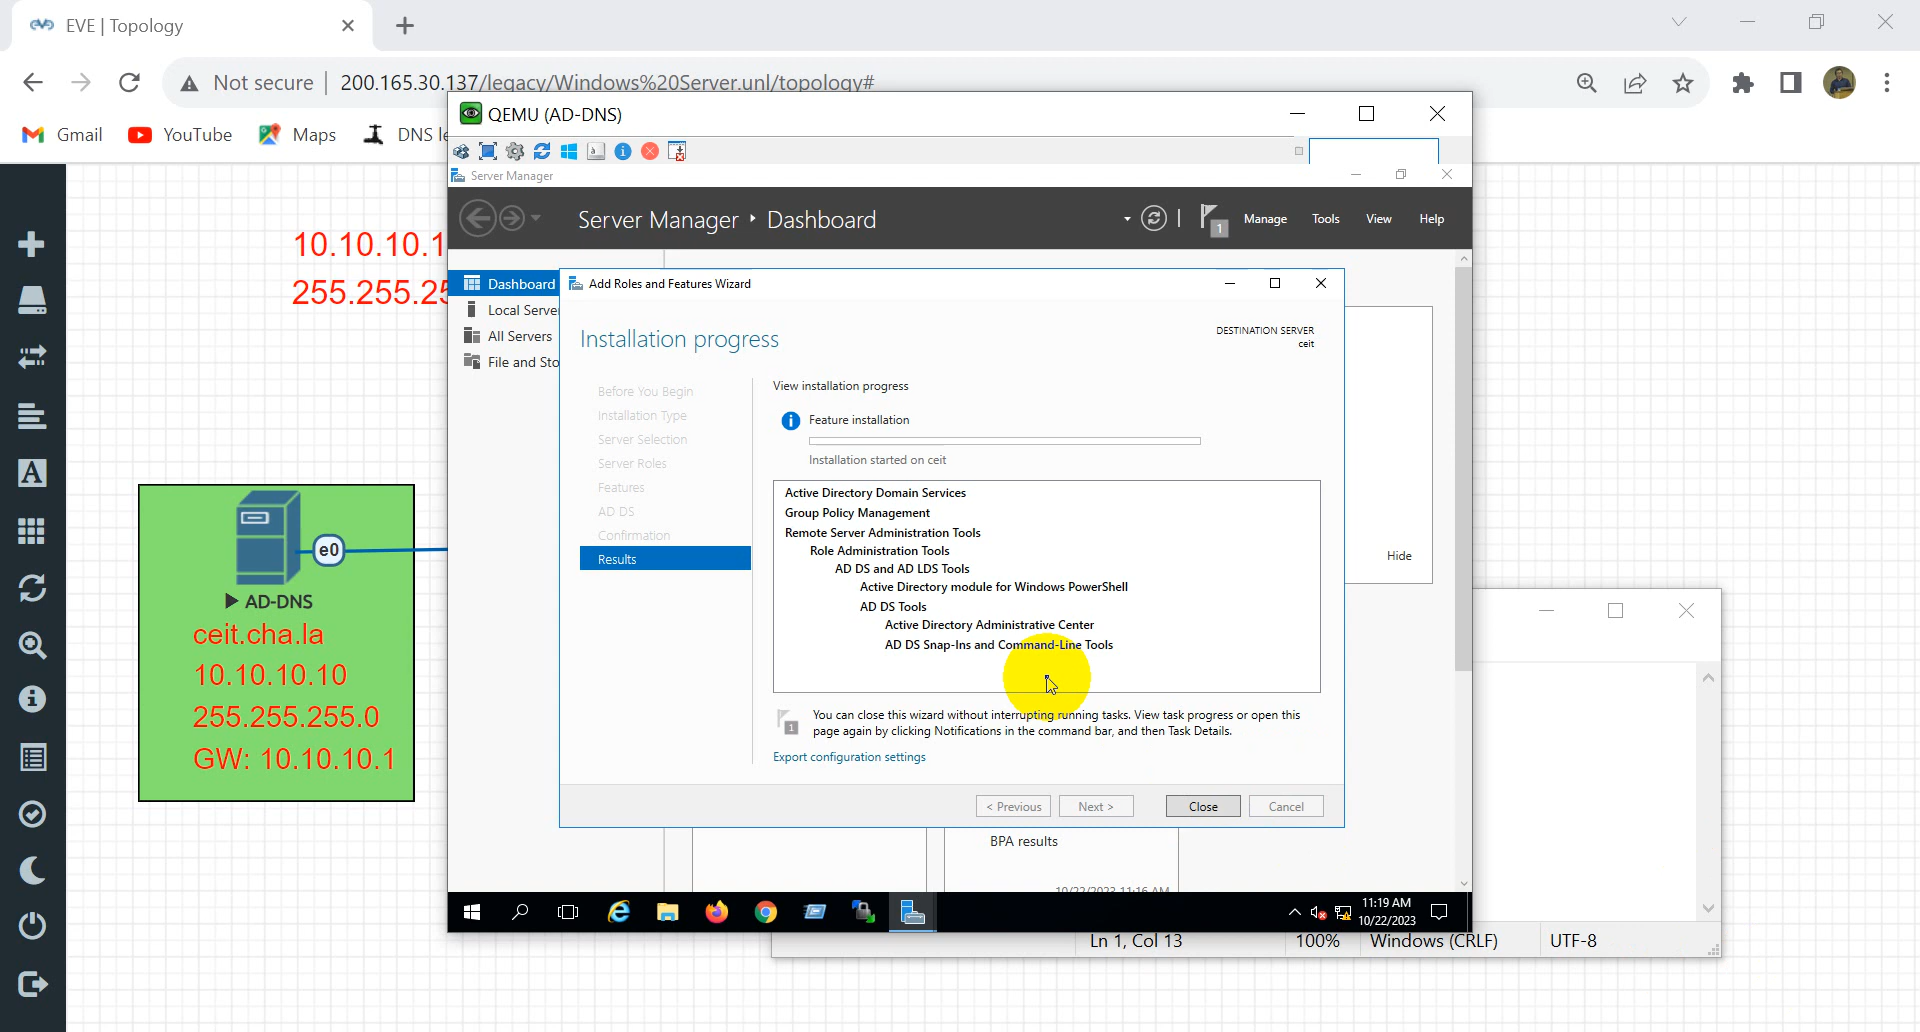 EVE | Topology
Not secure
200.165.30.137/legacy/Windows%20Server.unl/topology#
Gmail
YouTube
Maps
DNS le
QEMU (AD-DNS)
Server Manager
Server Manager ‣ Dashboard
1
Manage
Tools
View
Help
10.10.10.1
255.255.25
Dashboard
Local Serve
All Servers
File and Sto
Add Roles and Features Wizard
Installation progress
DESTINATION SERVER
ceit
Before You Begin
Installation Type
Server Selection
Server Roles
Features
AD DS
Confirmation
Results
View installation progress
Feature installation
Installation started on ceit
Active Directory Domain Services
Group Policy Management
Remote Server Administration Tools
Role Administration Tools
AD DS and AD LDS Tools
Active Directory module for Windows PowerShell
AD DS Tools
Active Directory Administrative Center
AD DS Snap-Ins and Command-Line Tools
1
You can close this wizard without interrupting running tasks. View task progress or open this
page again by clicking Notifications in the command bar, and then Task Details.
Export configuration settings
< Previous
Next >
Close
Cancel
Hide
BPA results
10/22/2023 11:16 AM
e0
AD-DNS
ceit.cha.la
10.10.10.10
255.255.255.0
GW: 10.10.10.1
11:19 AM
10/22/2023
Ln 1, Col 13
100%
Windows (CRLF)
UTF-8